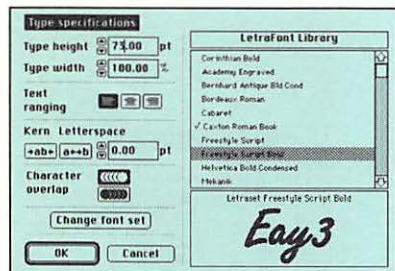 Type specifications
Type height 73.00 pt
Type width 100.00 %
Text ranging
Kern Letterspace
+ab+ a↔b 0.00 pt
Character overlap
Change font set
OK Cancel
LetraFont Library
Corinthian Bold
Academy Engraved
Bernhard Antique Bld Cond
Bordeaux Roman
Cabaret
✓ Caxton Roman Book
Freestyle Script
Freestyle Script Bold
Helvetica Bold Condensed
Mekanik
Letraset Freestyle Script Bold
Eay3